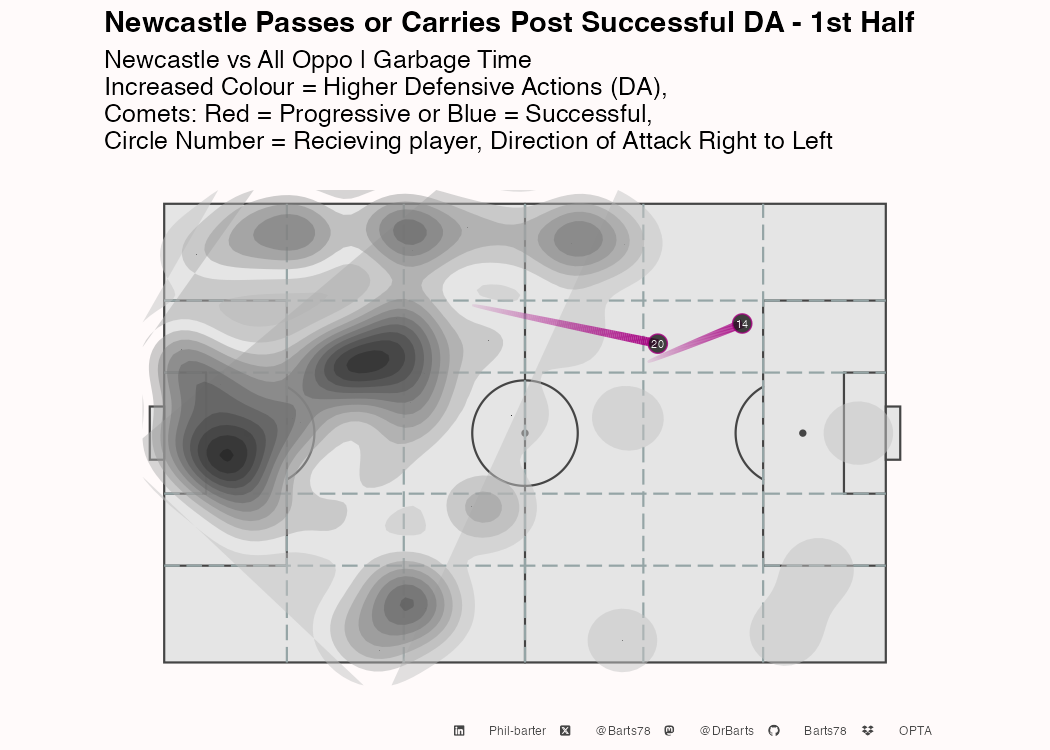 Newcastle Passes or Carries Post Successful DA - 1st Half
Newcastle vs All Oppo | Garbage Time
Increased Colour = Higher Defensive Actions (DA),
Comets: Red = Progressive or Blue = Successful,
Circle Number = Recieving player, Direction of Attack Right to Left
14
20
Phil-barter @Barts78 @DrBarts Barts78 OPTA